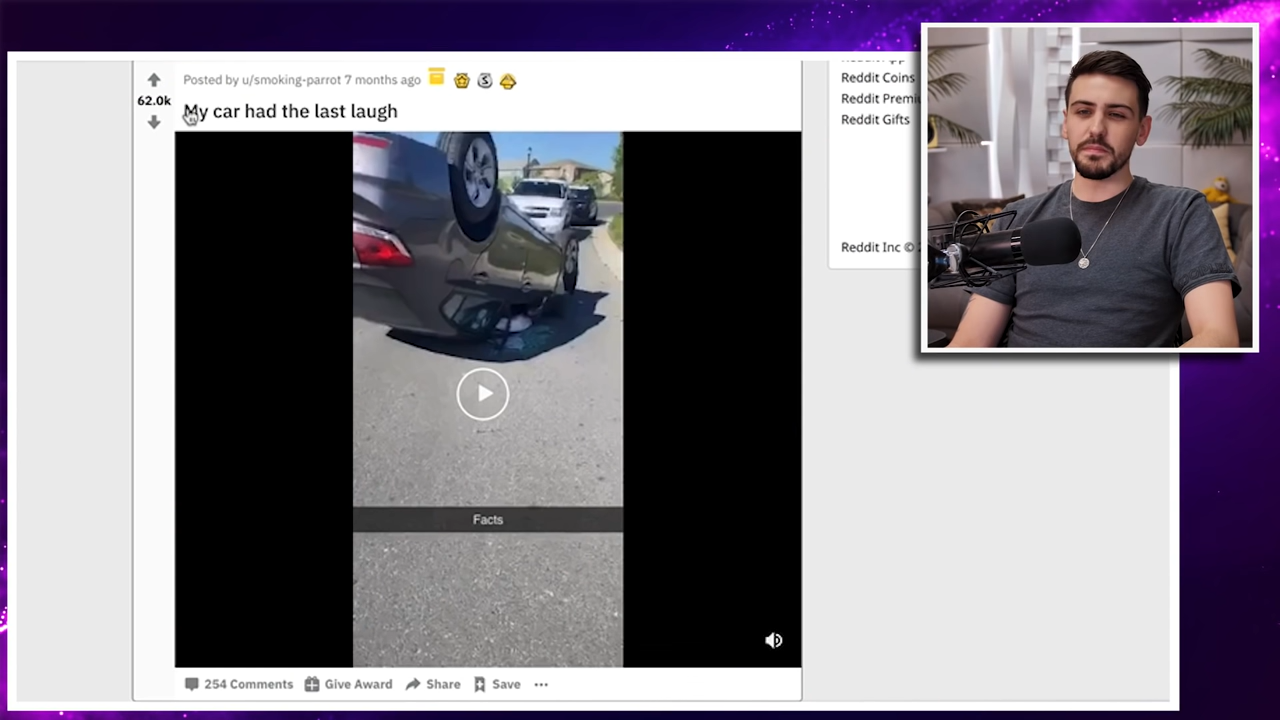 Posted by u/smoking-parrot 7 months ago
62.0k
My car had the last laugh
Facts
254 Comments Give Award Share Save
Reddit Coins
Reddit Gifts
Reddit Inc ©